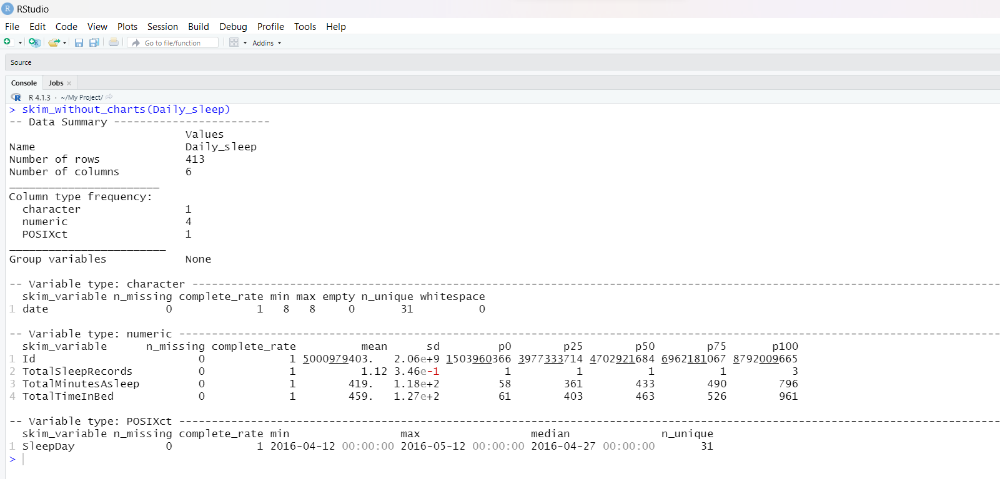 RStudio
File Edit Code View Plots Session Build Debug Profile Tools Help
Go to file/function Addins
Source
Console Jobs
R 4.1.3 · ~/My Project/
> skim_without_charts(Daily_sleep)
-- Data Summary ------------------------
Values
Name Daily_sleep
Number of rows 413
Number of columns 6
_______________________
Column type frequency:
character 1
numeric 4
POSIXct 1
________________________
Group variables None
-- Variable type: character ----------------------------------------------------------------------------------------------------------------------------
skim_variable n_missing complete_rate min max empty n_unique whitespace
1 date 0 1 8 8 0 31 0
-- Variable type: numeric ------------------------------------------------------------------------------------------------------------------------------
skim_variable n_missing complete_rate mean sd p0 p25 p50 p75 p100
1 Id 0 1 5000979403. 2.06e+9 1503960366 3977333714 4702921684 6962181067 8792009665
2 TotalSleepRecords 0 1 1.12 3.46e-1 1 1 1 1 3
3 TotalMinutesAsleep 0 1 419. 1.18e+2 58 361 433 490 796
4 TotalTimeInBed 0 1 459. 1.27e+2 61 403 463 526 961
-- Variable type: POSIXct ------------------------------------------------------------------------------------------------------------------------------
skim_variable n_missing complete_rate min max median n_unique
1 SleepDay 0 1 2016-04-12 00:00:00 2016-05-12 00:00:00 2016-04-27 00:00:00 31
>